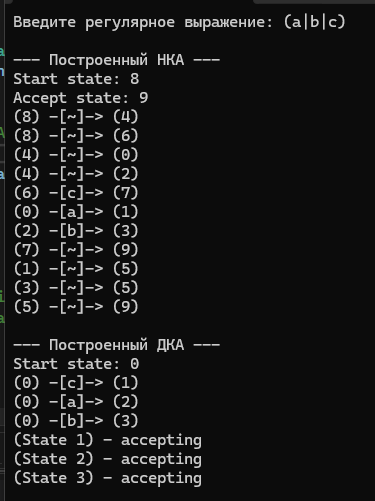 Введите регулярное выражение: (a|b|c)
--- Построенный НКА ---
Start state: 8
Accept state: 9
(8) -[~]-> (4)
(8) -[~]-> (6)
(4) -[~]-> (0)
(4) -[~]-> (2)
(6) -[c]-> (7)
(0) -[a]-> (1)
(2) -[b]-> (3)
(7) -[~]-> (9)
(1) -[~]-> (5)
(3) -[~]-> (5)
(5) -[~]-> (9)
--- Построенный ДКА ---
Start state: 0
(0) -[c]-> (1)
(0) -[a]-> (2)
(0) -[b]-> (3)
(State 1) - accepting
(State 2) - accepting
(State 3) - accepting